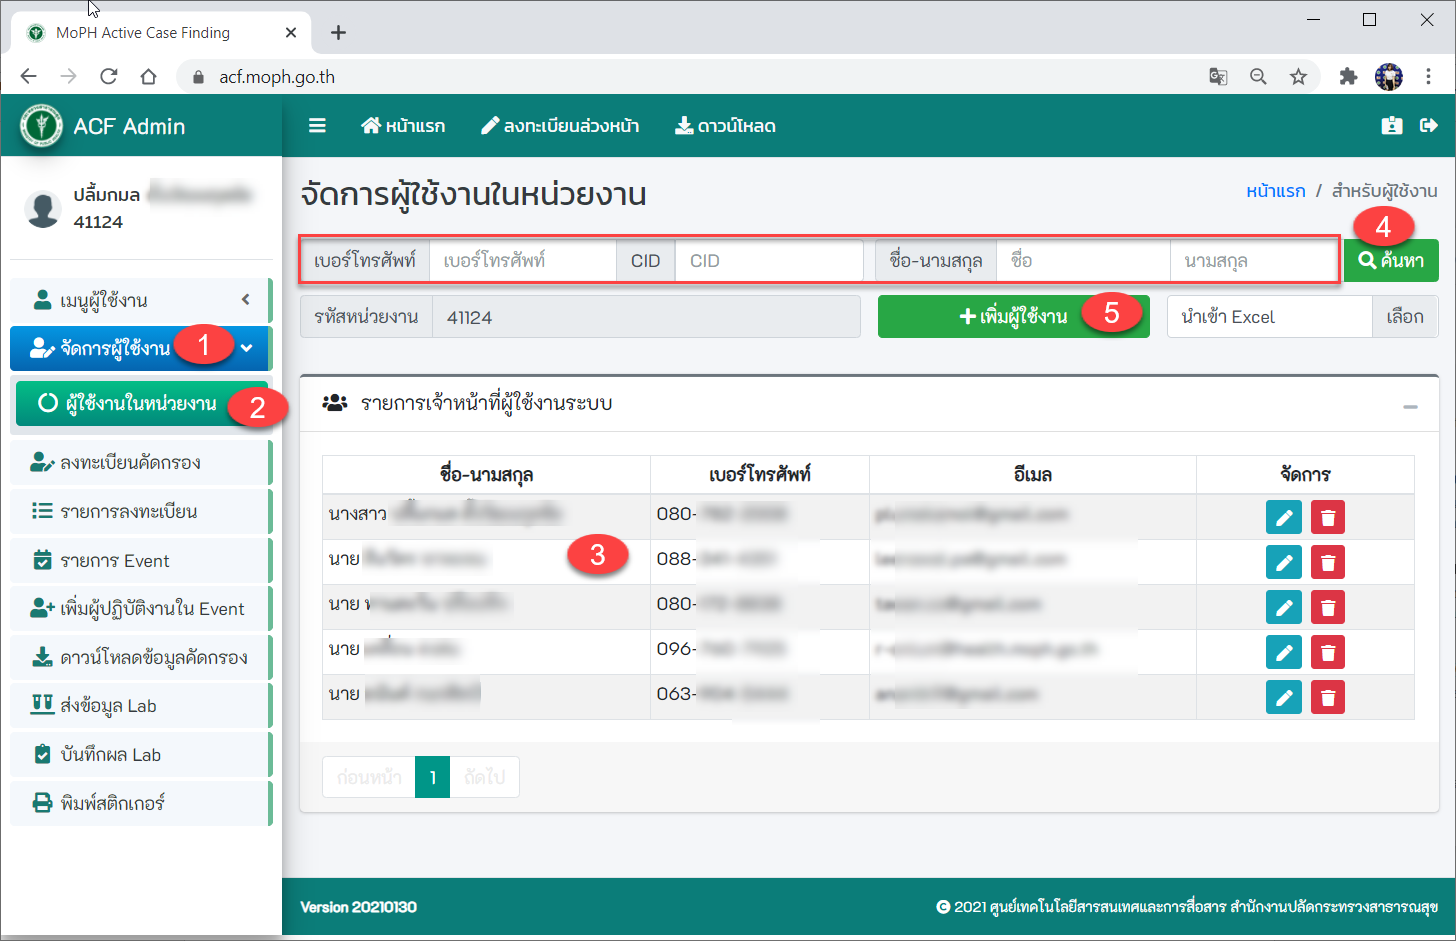 MoPH Active Case Finding
acf.moph.go.th
ACF Admin
หน้าแรก ลงทะเบียนล่วงหน้า ดาวน์โหลด
ปลื้มกมล
41124
จัดการผู้ใช้งานในหน่วยงาน
หน้าแรก / สำหรับผู้ใช้งาน
4
เบอร์โทรศัพท์ เบอร์โทรศัพท์ CID CID ชื่อ-นามสกุล ชื่อ นามสกุล ค้นหา
รหัสหน่วยงาน 41124 เพิ่มผู้ใช้งาน 5 นำเข้า Excel เลือก
เมนูผู้ใช้งาน
จัดการผู้ใช้งาน 1
ผู้ใช้งานในหน่วยงาน 2
ลงทะเบียนคัดกรอง
รายการลงทะเบียน
รายการ Event
เพิ่มผู้ปฏิบัติงานใน Event
ดาวน์โหลดข้อมูลคัดกรอง
ส่งข้อมูล Lab
บันทึกผล Lab
พิมพ์สติกเกอร์
รายการเจ้าหน้าที่ผู้ใช้งานระบบ
ชื่อ-นามสกุล เบอร์โทรศัพท์ อีเมล จัดการ
นางสาว 080-
นาย 3 088-
นาย 080-
นาย 096-
นาย 063-
ก่อนหน้า 1 ถัดไป
Version 20210130
© 2021 ศูนย์เทคโนโลยีสารสนเทศและการสื่อสาร สำนักงานปลัดกระทรวงสาธารณสุข